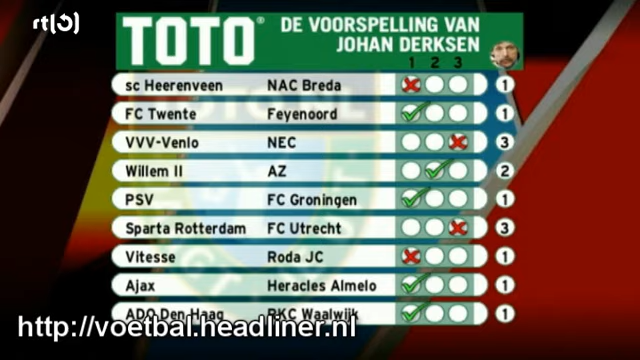 rtl
TOTO® DE VOORSPELLING VAN
JOHAN DERKSEN
1 2 3
sc Heerenveen NAC Breda 1
FC Twente Feyenoord 1
VVV-Venlo NEC 3
Willem II AZ 2
PSV FC Groningen 1
Sparta Rotterdam FC Utrecht 3
Vitesse Roda JC 1
Ajax Heracles Almelo 1
ADO Den Haag RKC Waalwijk 1
http://voetbal.headliner.nl